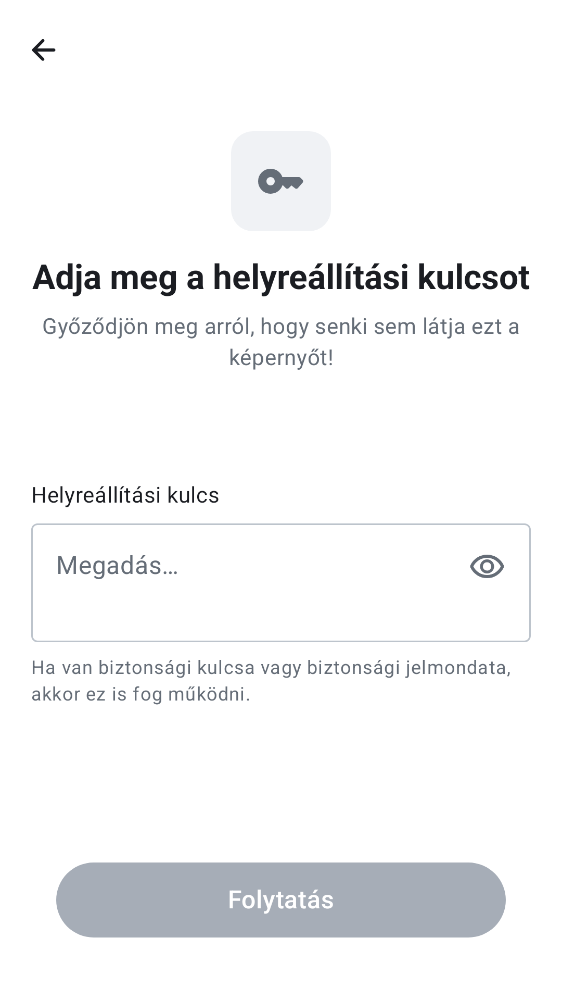 Adja meg a helyreállítási kulcsot
Győződjön meg arról, hogy senki sem látja ezt a
képernyőt!
Helyreállítási kulcs
Megadás…
Ha van biztonsági kulcsa vagy biztonsági jelmondata,
akkor ez is fog működni.
Folytatás